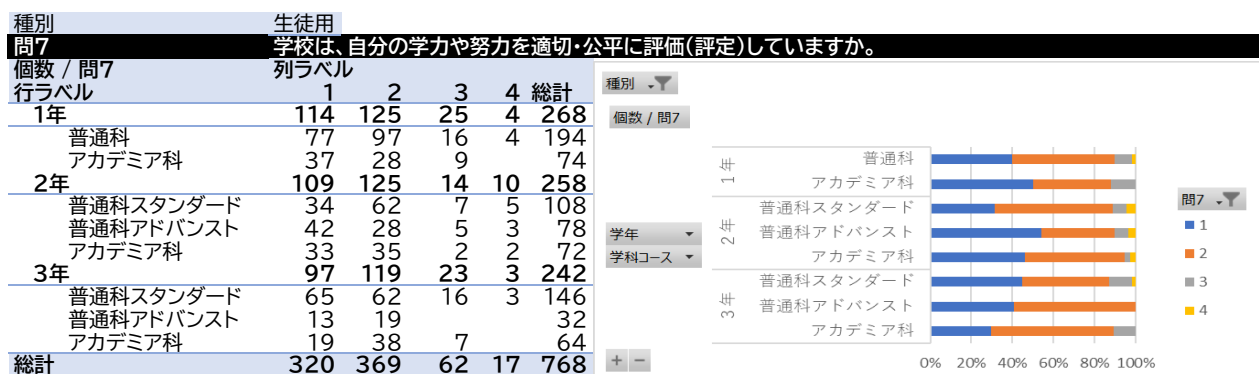 種別 生徒用
問7 学校は、自分の学力や努力を適切・公平に評価(評定)していますか。
個数 / 問7 列ラベル
行ラベル 1 2 3 4 総計
1年 114 125 25 4 268
普通科 77 97 16 4 194
アカデミア科 37 28 9 74
2年 109 125 14 10 258
普通科スタンダード 34 62 7 5 108
普通科アドバンスト 42 28 5 3 78
アカデミア科 33 35 2 2 72
3年 97 119 23 3 242
普通科スタンダード 65 62 16 3 146
普通科アドバンスト 13 19 32
アカデミア科 19 38 7 64
総計 320 369 62 17 768
種別
個数 / 問7
学年
学科コース
1年
普通科
アカデミア科
2年
普通科スタンダード
普通科アドバンスト
アカデミア科
3年
普通科スタンダード
普通科アドバンスト
アカデミア科
0% 20% 40% 60% 80% 100%
問7
1
2
3
4
+ −